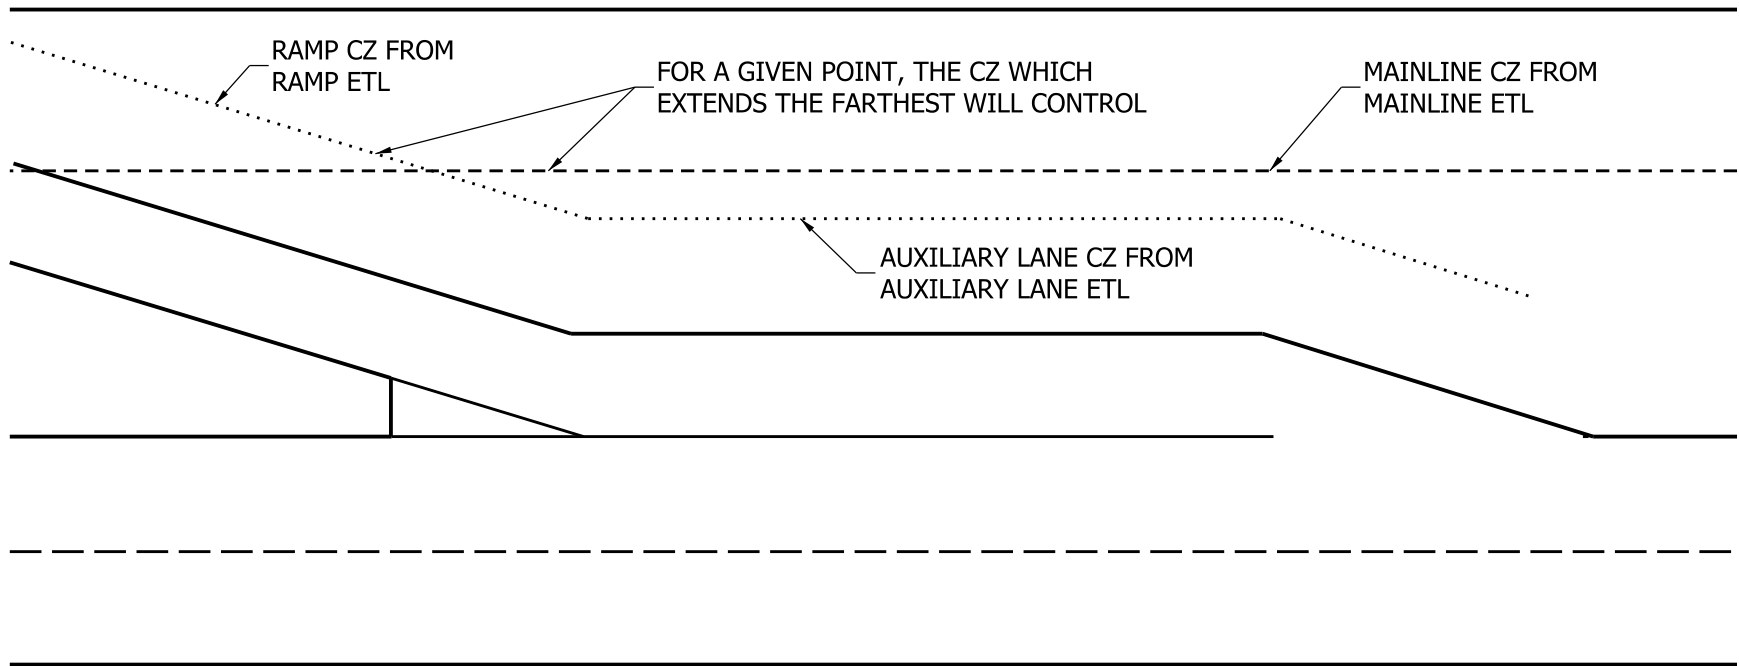 RAMP CZ FROM
RAMP ETL
FOR A GIVEN POINT, THE CZ WHICH
EXTENDS THE FARTHEST WILL CONTROL
MAINLINE CZ FROM
MAINLINE ETL
AUXILIARY LANE CZ FROM
AUXILIARY LANE ETL